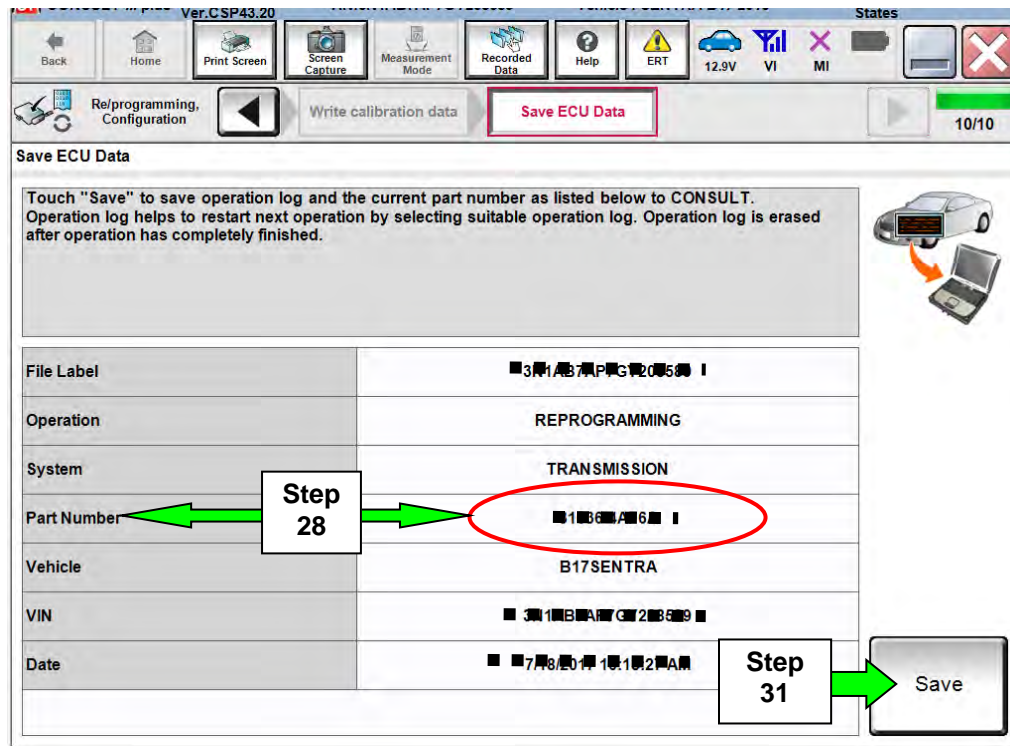 Ver.CSP43.20
States
Back
Home
Print Screen
Screen
Capture
Measurement
Mode
Recorded
Data
Help
ERT
12.9V
VI
MI
Re/programming,
Configuration
Write calibration data
Save ECU Data
10/10
Save ECU Data
Touch "Save" to save operation log and the current part number as listed below to CONSULT.
Operation log helps to restart next operation by selecting suitable operation log. Operation log is erased
after operation has completely finished.
File Label
Operation
REPROGRAMMING
System
TRANSMISSION
Step
28
Part Number
Vehicle
B17SENTRA
VIN
Date
Step
31
Save